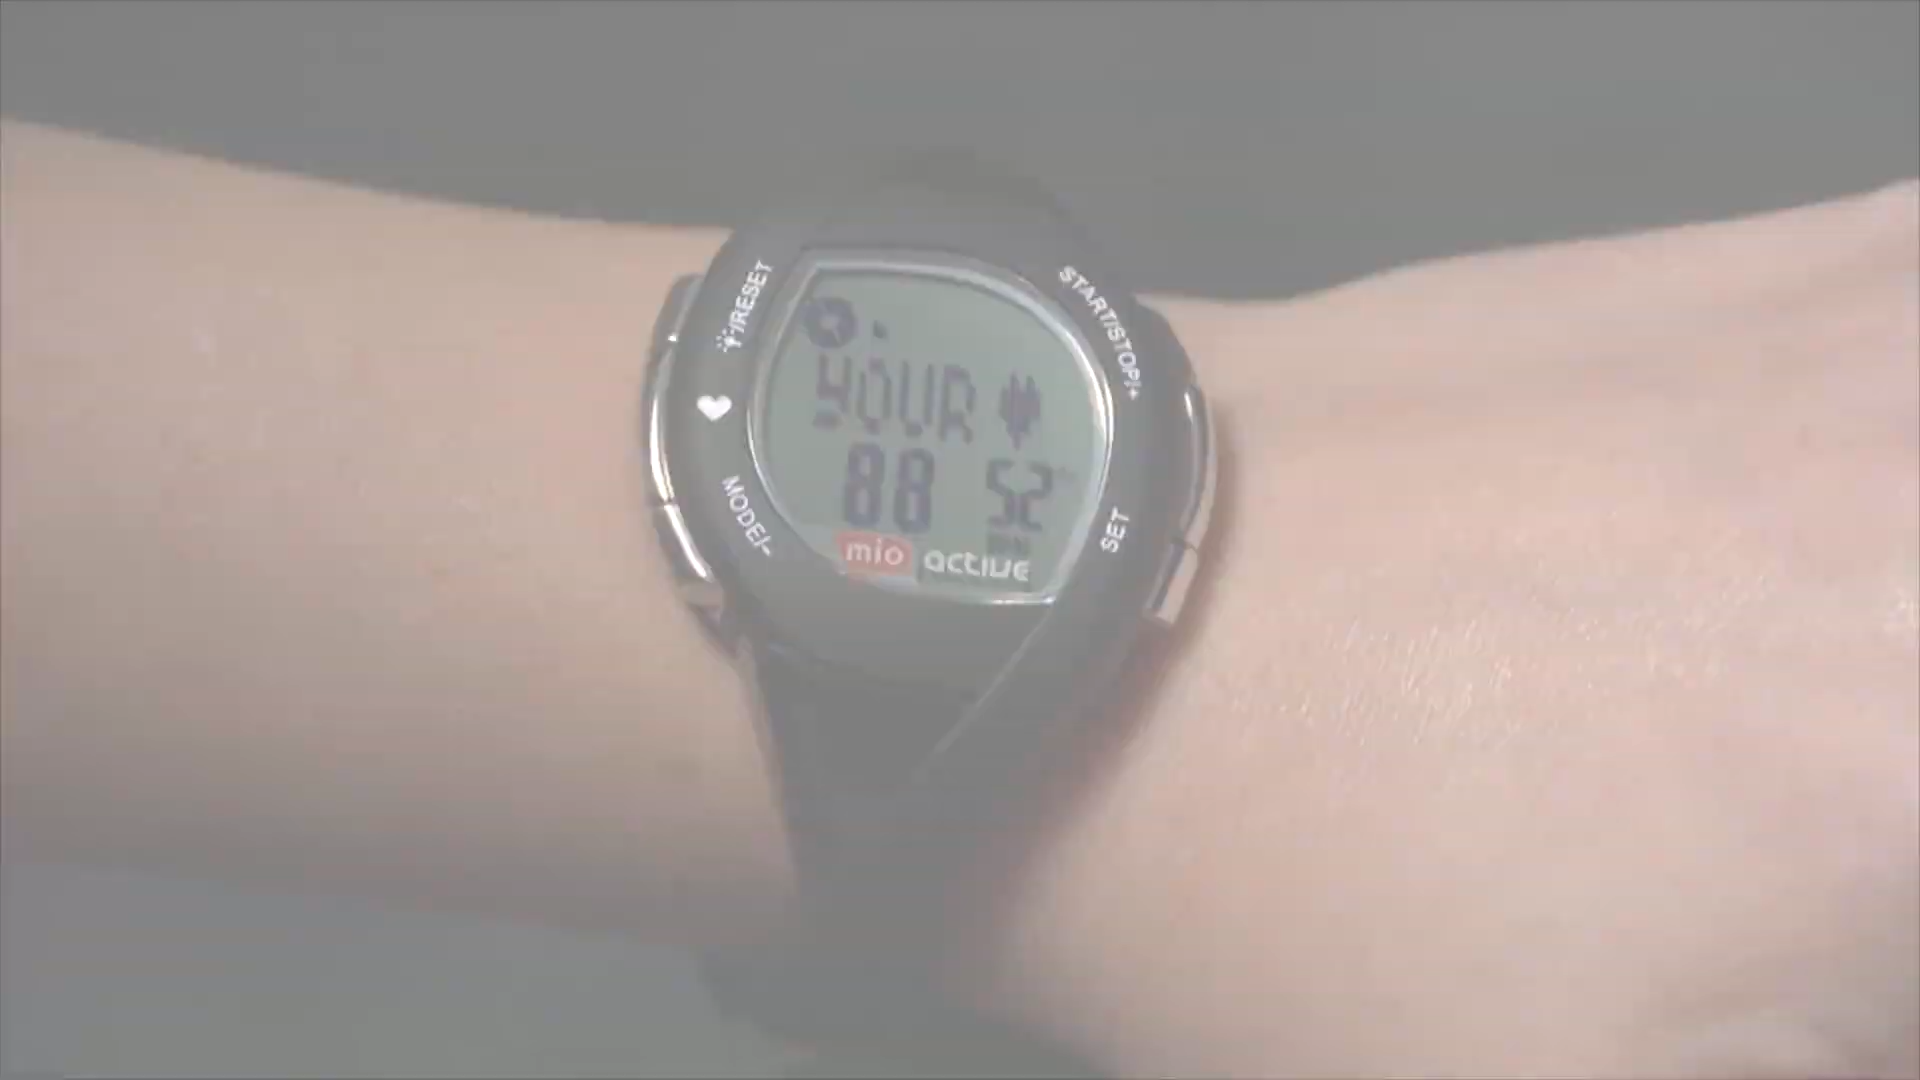 /RESET
START/STOP/+
YOUR
88 52
MODE/-
SET
mio active